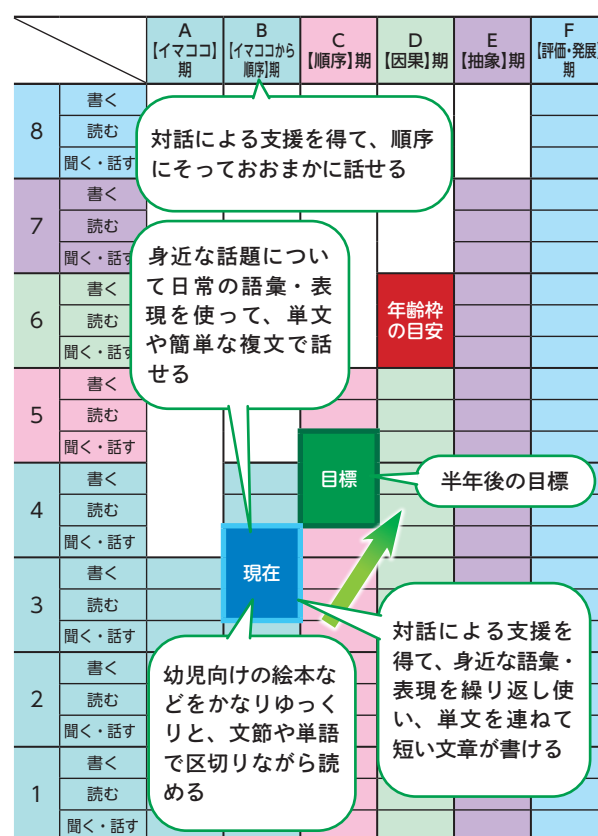 A
【イマココ】
期
B
【イマココから
順序】期
C
【順序】期
D
【因果】期
E
【抽象】期
F
【評価・発展】
期
8
書く
読む
聞く・話す
対話による支援を得て、順序
にそっておおまかに話せる
7
書く
読む
聞く・話す
身近な話題につい
て日常の語彙・表
現を使って、単文
や簡単な複文で話
せる
6
書く
読む
聞く・話す
年齢枠
の目安
5
書く
読む
聞く・話す
4
書く
読む
聞く・話す
目標
半年後の目標
3
書く
読む
聞く・話す
現在
対話による支援を
得て、身近な語彙・
表現を繰り返し使
い、単文を連ねて
短い文章が書ける
2
書く
読む
聞く・話す
幼児向けの絵本な
どをかなりゆっく
りと、文節や単語
で区切りながら読
める
1
書く
読む
聞く・話す